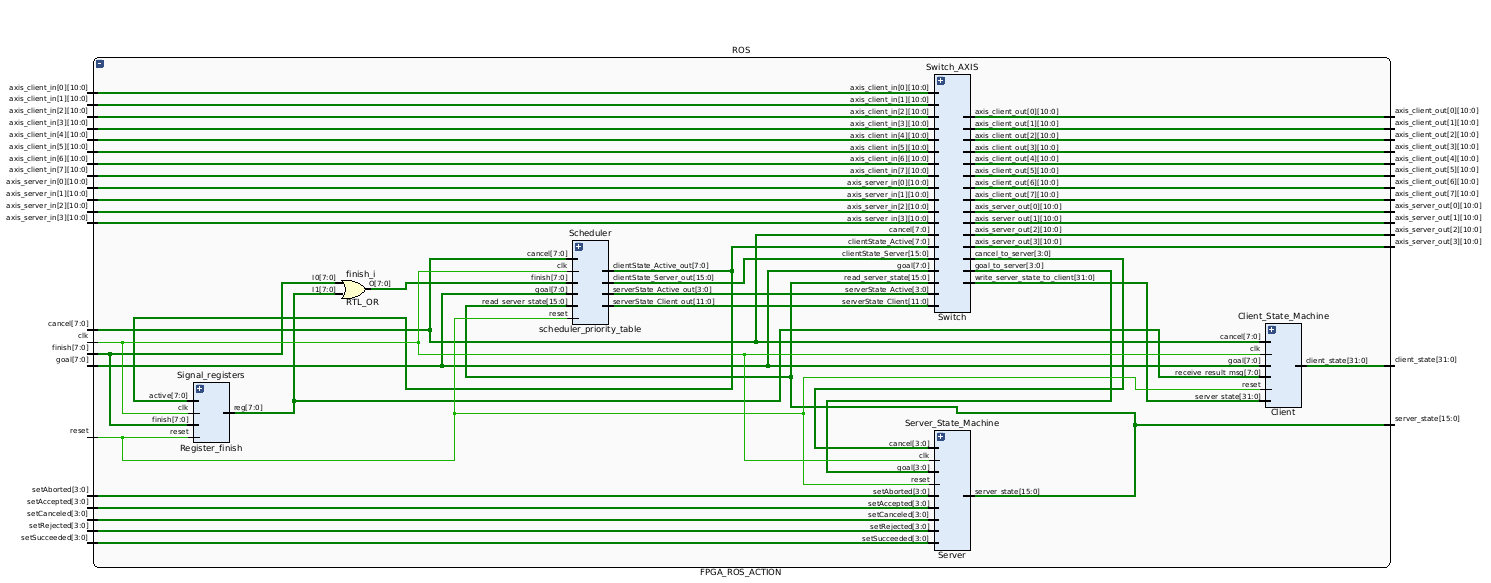 ROS
axis_client_in[0][10:0]
axis_client_in[1][10:0]
axis_client_in[2][10:0]
axis_client_in[3][10:0]
axis_client_in[4][10:0]
axis_client_in[5][10:0]
axis_client_in[6][10:0]
axis_client_in[7][10:0]
axis_server_in[0][10:0]
axis_server_in[1][10:0]
axis_server_in[2][10:0]
axis_server_in[3][10:0]
cancel[7:0]
clk
finish[7:0]
goal[7:0]
reset
setAborted[3:0]
setAccepted[3:0]
setCanceled[3:0]
setRejected[3:0]
setSucceeded[3:0]
Signal_registers
active[7:0]
clk
finish[7:0]
reset
reg[7:0]
Register_finish
finish_i
I0[7:0]
I1[7:0]
O[7:0]
RTL_OR
Scheduler
cancel[7:0]
clk
finish[7:0]
goal[7:0]
read_server_state[15:0]
reset
clientState_Active_out[7:0]
clientState_Server_out[15:0]
serverState_Active_out[3:0]
serverState_Client_out[11:0]
scheduler_priority_table
Switch_AXIS
axis_client_in[0][10:0]
axis_client_in[1][10:0]
axis_client_in[2][10:0]
axis_client_in[3][10:0]
axis_client_in[4][10:0]
axis_client_in[5][10:0]
axis_client_in[6][10:0]
axis_client_in[7][10:0]
axis_server_in[0][10:0]
axis_server_in[1][10:0]
axis_server_in[2][10:0]
axis_server_in[3][10:0]
cancel[7:0]
clientState_Active[7:0]
clientState_Server[15:0]
goal[7:0]
read_server_state[15:0]
serverState_Active[3:0]
serverState_Client[11:0]
axis_client_out[0][10:0]
axis_client_out[1][10:0]
axis_client_out[2][10:0]
axis_client_out[3][10:0]
axis_client_out[4][10:0]
axis_client_out[5][10:0]
axis_client_out[6][10:0]
axis_client_out[7][10:0]
axis_server_out[0][10:0]
axis_server_out[1][10:0]
axis_server_out[2][10:0]
axis_server_out[3][10:0]
cancel_to_server[3:0]
goal_to_server[3:0]
write_server_state_to_client[31:0]
Switch
Server_State_Machine
cancel[3:0]
clk
goal[3:0]
reset
setAborted[3:0]
setAccepted[3:0]
setCanceled[3:0]
setRejected[3:0]
setSucceeded[3:0]
server_state[15:0]
Server
Client_State_Machine
cancel[7:0]
clk
goal[7:0]
receive_result_msg[7:0]
reset
server_state[31:0]
client_state[31:0]
Client
axis_client_out[0][10:0]
axis_client_out[1][10:0]
axis_client_out[2][10:0]
axis_client_out[3][10:0]
axis_client_out[4][10:0]
axis_client_out[5][10:0]
axis_client_out[6][10:0]
axis_client_out[7][10:0]
axis_server_out[0][10:0]
axis_server_out[1][10:0]
axis_server_out[2][10:0]
axis_server_out[3][10:0]
client_state[31:0]
server_state[15:0]
FPGA_ROS_ACTION